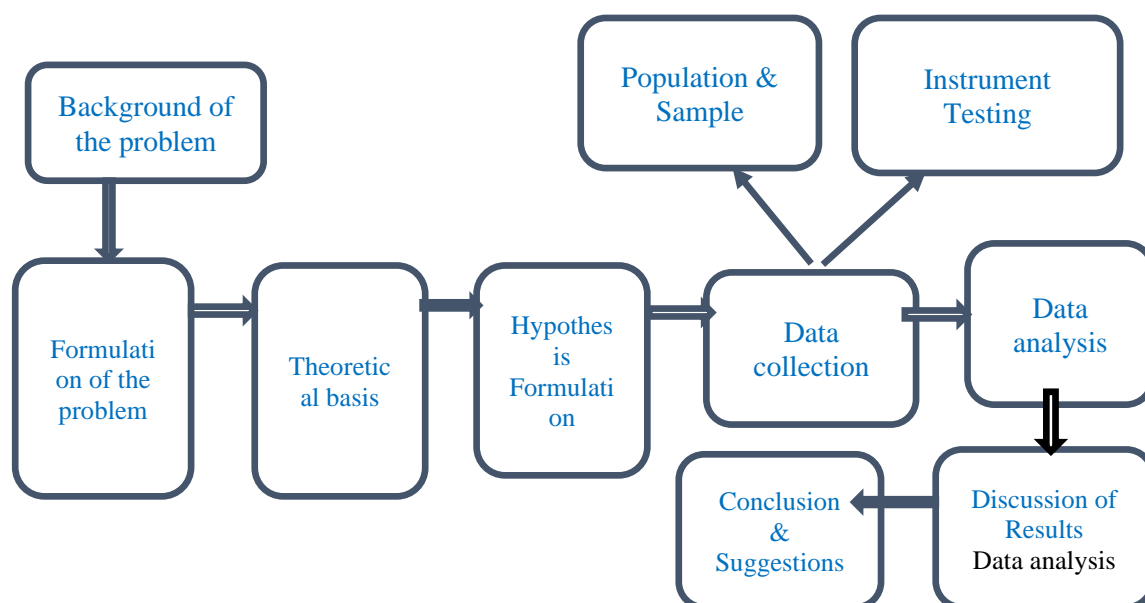 Background of
the problem
Population &
Sample
Instrument
Testing
Formulati
on of the
problem
Theoretic
al basis
Hypothes
is
Formulati
on
Data
collection
Data
analysis
Discussion of
Results
Data analysis
Conclusion
&
Suggestions